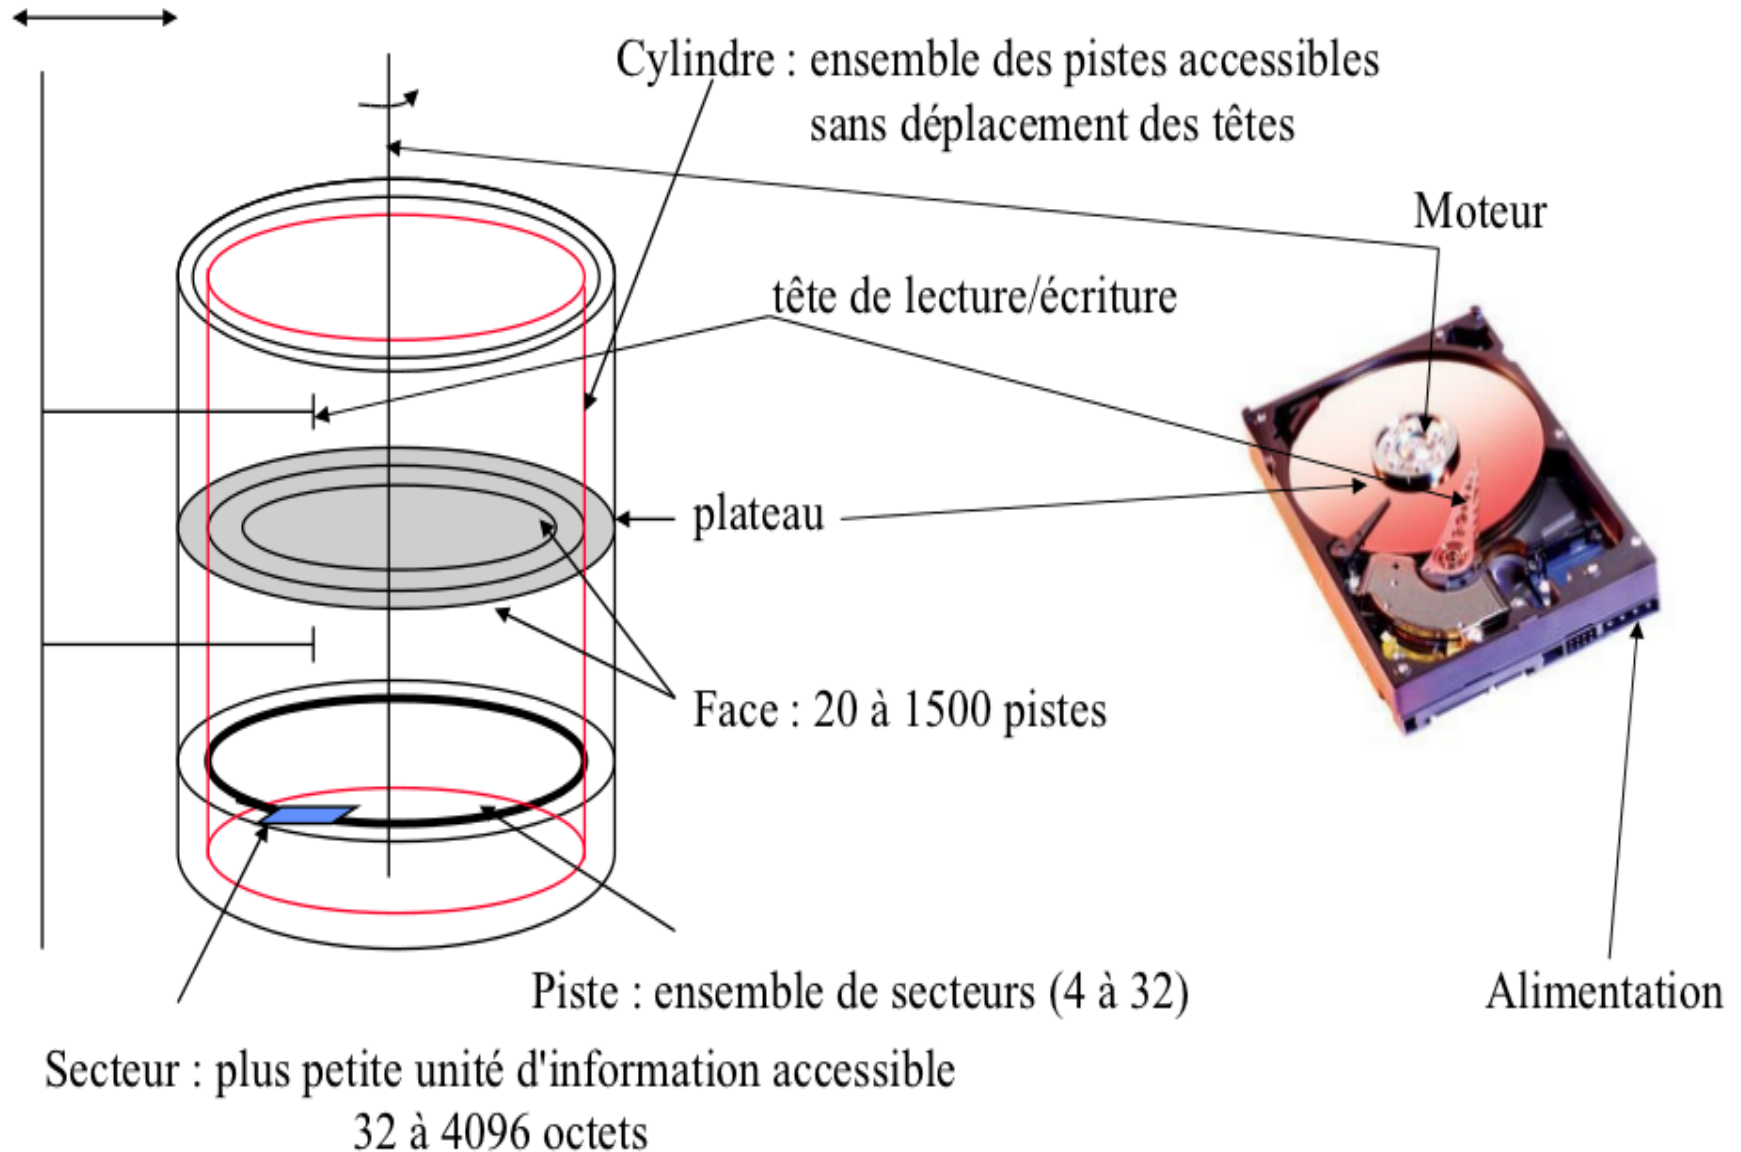 Cylindre : ensemble des pistes accessibles
sans déplacement des têtes
Moteur
tête de lecture/écriture
plateau
Face : 20 à 1500 pistes
Piste : ensemble de secteurs (4 à 32)
Alimentation
Secteur : plus petite unité d'information accessible
32 à 4096 octets